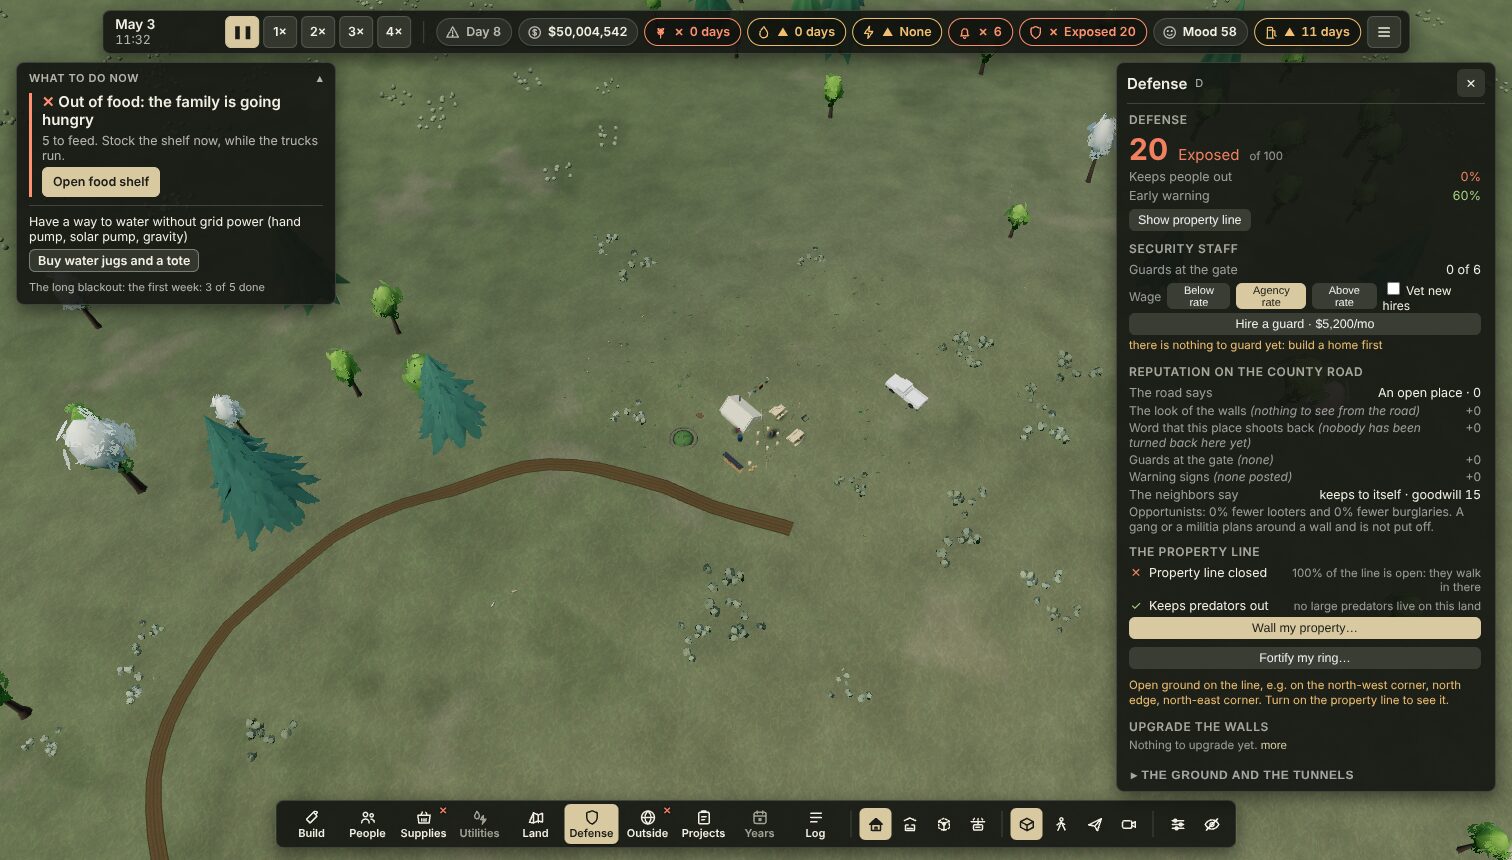 May 3
11:32
1×
2×
3×
4×
Day 8
$50,004,542
× 0 days
▲ 0 days
▲ None
× 6
× Exposed 20
Mood 58
▲ 11 days
WHAT TO DO NOW
× Out of food: the family is going
hungry
5 to feed. Stock the shelf now, while the trucks
run.
Open food shelf
Have a way to water without grid power (hand
pump, solar pump, gravity)
Buy water jugs and a tote
The long blackout: the first week: 3 of 5 done
Defense D
DEFENSE
20 Exposed of 100
Keeps people out 0%
Early warning 60%
Show property line
SECURITY STAFF
Guards at the gate 0 of 6
Wage
Below
rate
Agency
rate
Above
rate
Vet new
hires
Hire a guard · $5,200/mo
there is nothing to guard yet: build a home first
REPUTATION ON THE COUNTY ROAD
The road says An open place · 0
The look of the walls (nothing to see from the road) +0
Word that this place shoots back (nobody has been +0
turned back here yet)
Guards at the gate (none) +0
Warning signs (none posted) +0
The neighbors say keeps to itself · goodwill 15
Opportunists: 0% fewer looters and 0% fewer burglaries. A
gang or a militia plans around a wall and is not put off.
THE PROPERTY LINE
× Property line closed 100% of the line is open: they walk
in there
✓ Keeps predators out no large predators live on this land
Wall my property…
Fortify my ring…
Open ground on the line, e.g. on the north-west corner, north
edge, north-east corner. Turn on the property line to see it.
UPGRADE THE WALLS
Nothing to upgrade yet. more
▸ THE GROUND AND THE TUNNELS
Build
People
Supplies
Utilities
Land
Defense
Outside
Projects
Years
Log